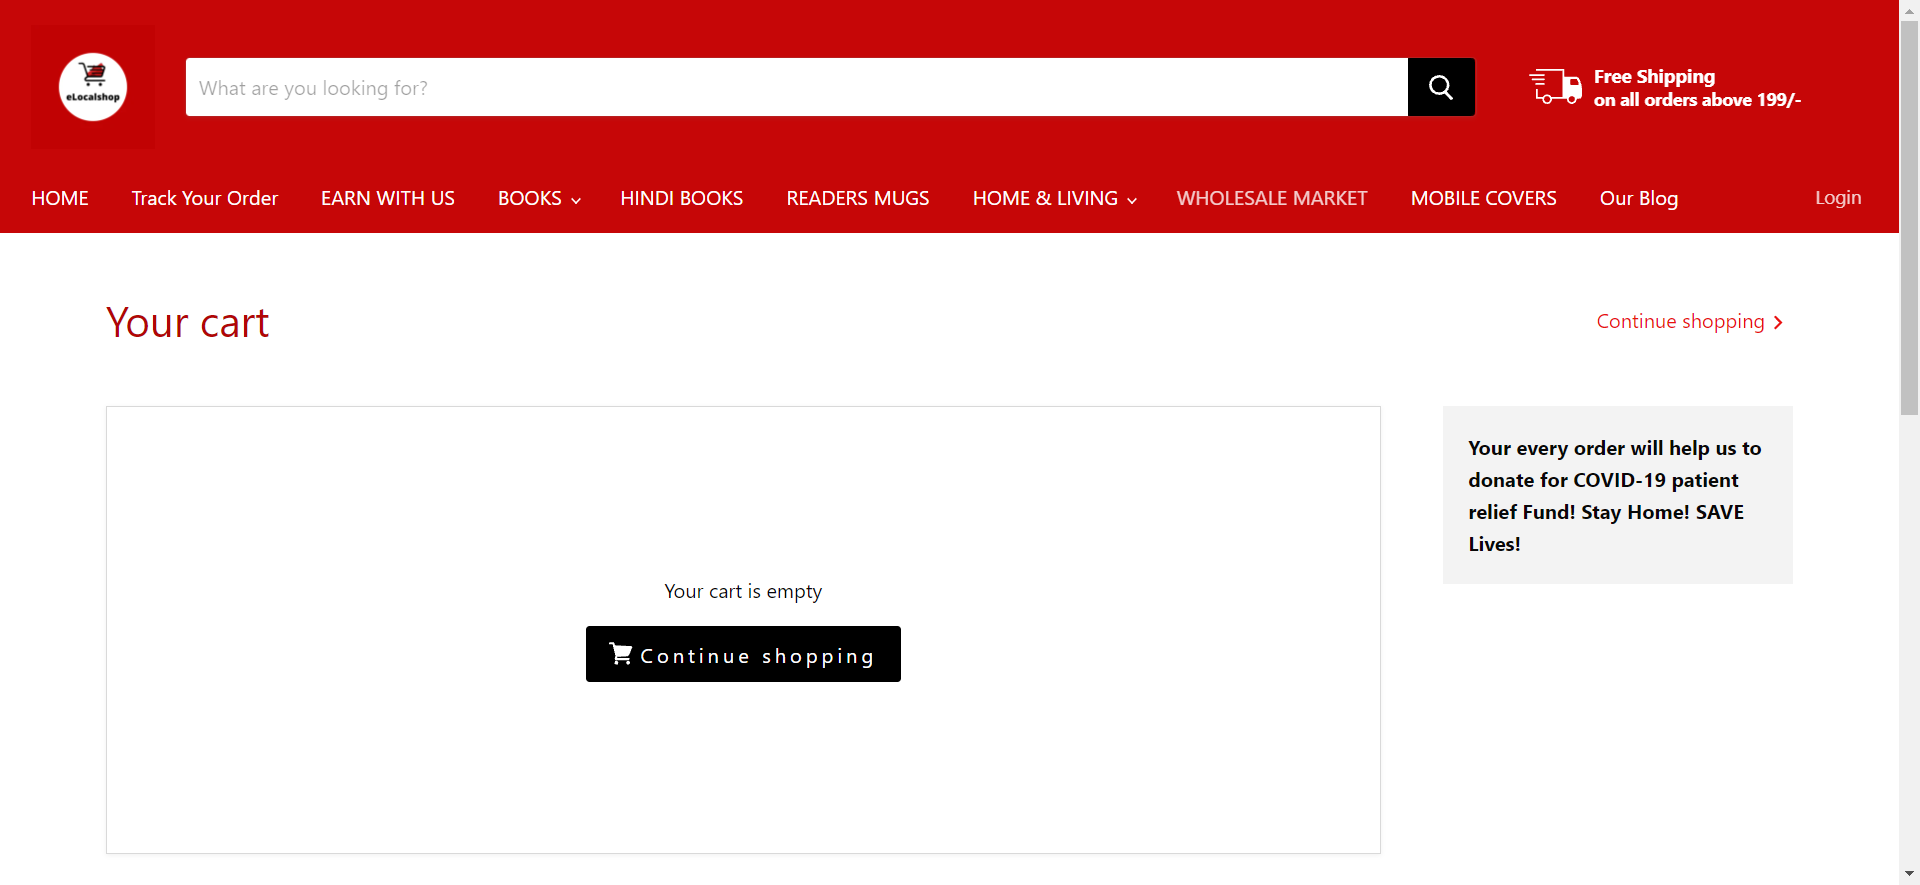 eLocalshop
What are you looking for?
Free Shipping
on all orders above 199/-
HOME Track Your Order EARN WITH US BOOKS HINDI BOOKS READERS MUGS HOME & LIVING WHOLESALE MARKET MOBILE COVERS Our Blog Login
Your cart
Continue shopping
Your every order will help us to
donate for COVID-19 patient
relief Fund! Stay Home! SAVE
Lives!
Your cart is empty
Continue shopping